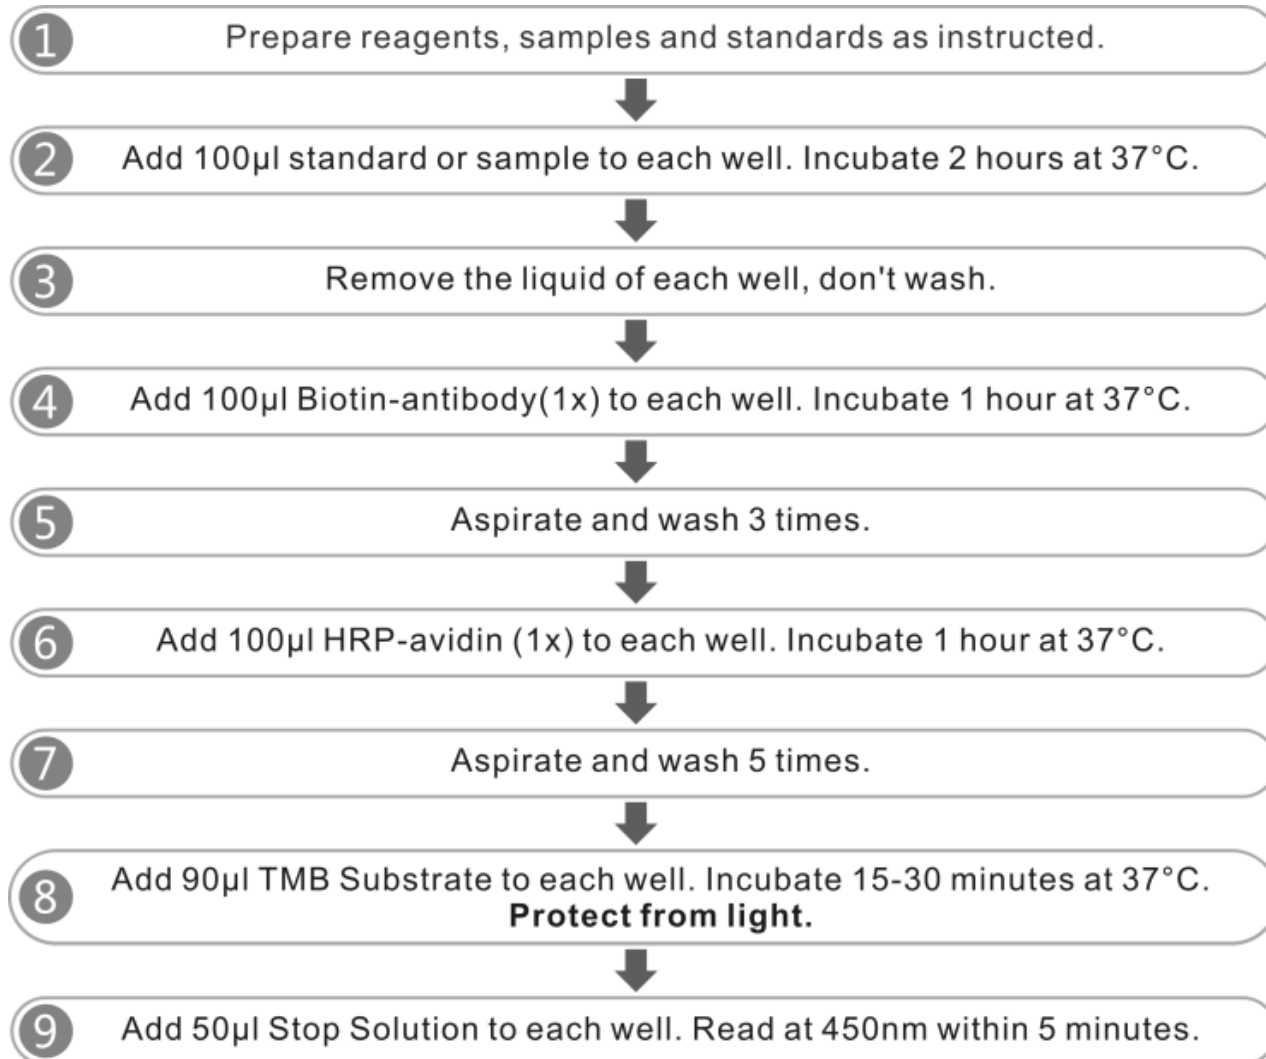 1
Prepare reagents, samples and standards as instructed.
2
Add 100µl standard or sample to each well. Incubate 2 hours at 37°C.
3
Remove the liquid of each well, don't wash.
4
Add 100µl Biotin-antibody(1x) to each well. Incubate 1 hour at 37°C.
5
Aspirate and wash 3 times.
6
Add 100µl HRP-avidin (1x) to each well. Incubate 1 hour at 37°C.
7
Aspirate and wash 5 times.
8
Add 90µl TMB Substrate to each well. Incubate 15-30 minutes at 37°C.
Protect from light.
9
Add 50µl Stop Solution to each well. Read at 450nm within 5 minutes.